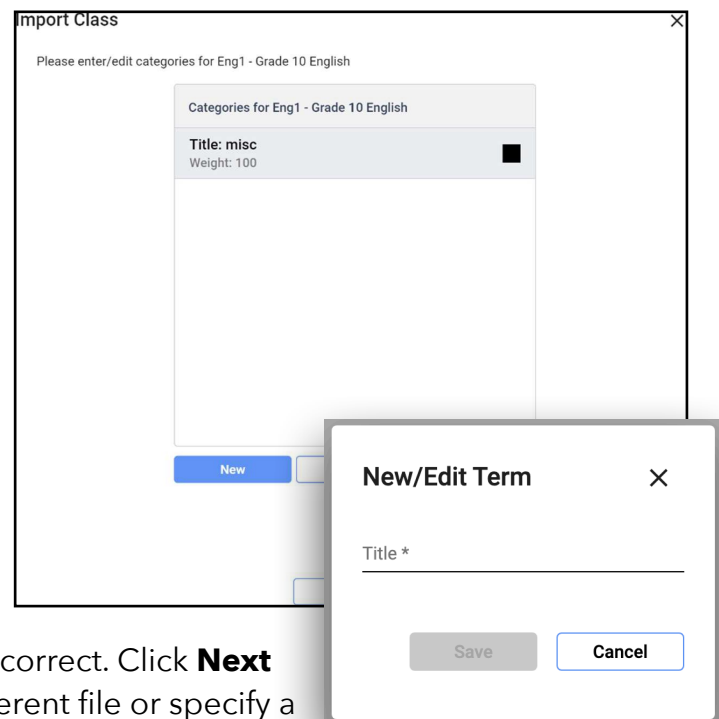 Import Class
Please enter/edit categories for Eng1 - Grade 10 English
Categories for Eng1 - Grade 10 English
Title: misc
Weight: 100
New
New/Edit Term
Title *
Save
Cancel
correct. Click Next
erent file or specify a